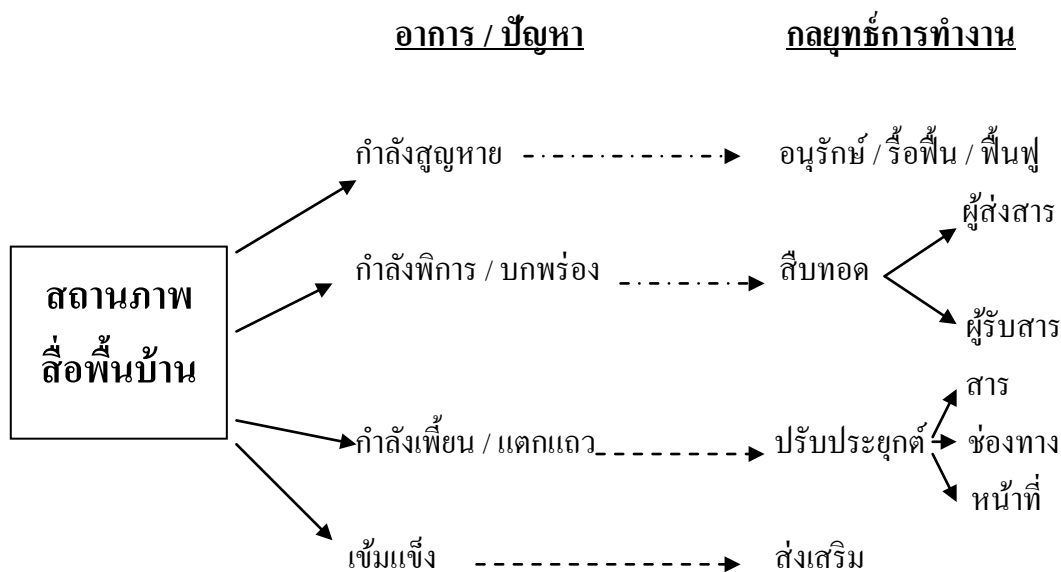 อาการ / ปัญหา กลยุทธ์การทำงาน
กำลังสูญหาย อนุรักษ์ / รื้อฟื้น / ฟื้นฟู
ผู้ส่งสาร
กำลังพิการ / บกพร่อง สืบทอด
สถานภาพ
สื่อพื้นบ้าน
ผู้รับสาร
สาร
กำลังเพี้ยน / แตกแถว ปรับประยุกต์ ช่องทาง
หน้าที่
เข้มแข็ง ส่งเสริม